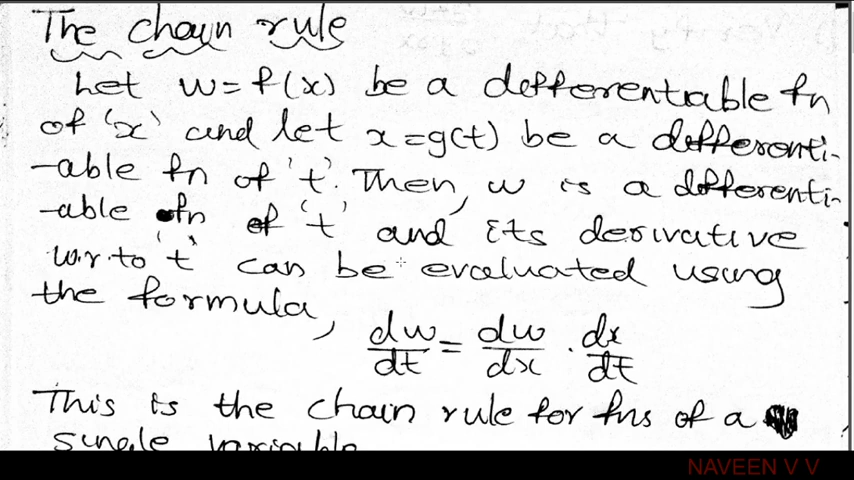 The chain rule
Let w = f(x) be a differentiable fn
of 'x' and let x = g(t) be a differenti-
-able fn of 't'. Then, w is a differenti-
-able fn of 't' and its derivative
w.r.to 't' can be evaluated using
the formula,
dw/dt = dw/dx . dx/dt
This is the chain rule for fns of a
single variable
NAVEEN V V